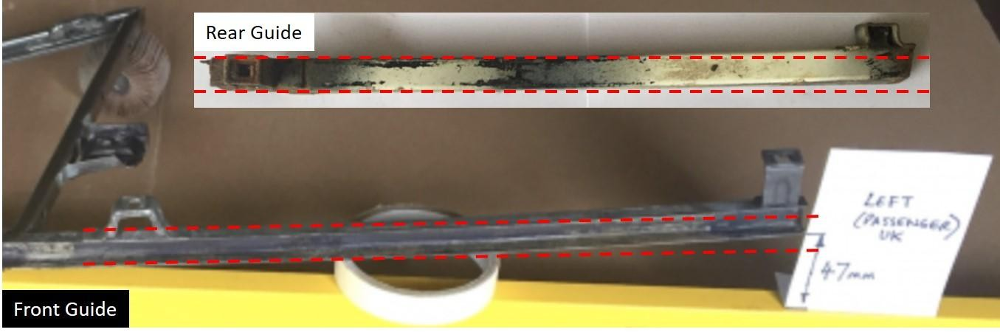 Rear Guide
LEFT
(PASSENGER)
UK
47mm
Front Guide